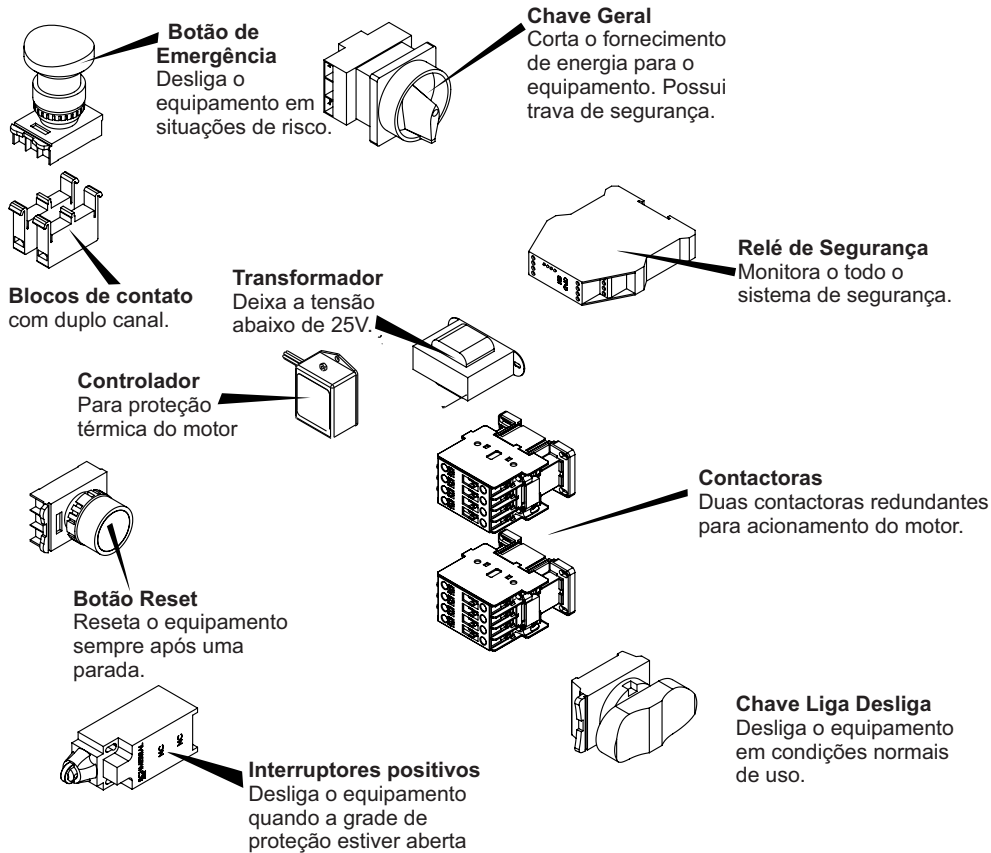 Botão de
Emergência
Desliga o
equipamento em
situações de risco.
Chave Geral
Corta o fornecimento
de energia para o
equipamento. Possui
trava de segurança.
Blocos de contato
com duplo canal.
Transformador
Deixa a tensão
abaixo de 25V.
Relé de Segurança
Monitora o todo o
sistema de segurança.
Controlador
Para proteção
térmica do motor
Contactoras
Duas contactoras redundantes
para acionamento do motor.
Botão Reset
Reseta o equipamento
sempre após uma
parada.
Chave Liga Desliga
Desliga o equipamento
em condições normais
de uso.
NC
NC
Interruptores positivos
Desliga o equipamento
quando a grade de
proteção estiver aberta